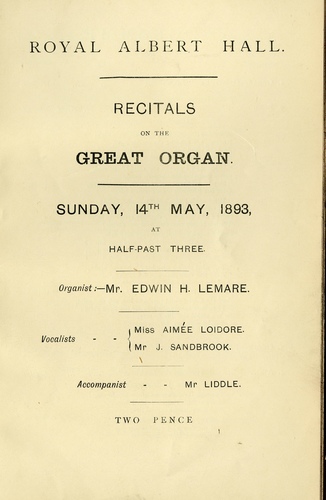 ROYAL ALBERT HALL.
RECITALS
ON THE
GREAT ORGAN.
SUNDAY, 14TH MAY, 1893,
AT
HALF-PAST THREE.
Organist:—Mr. EDWIN H. LEMARE.
Vocalists - - { Miss AIMÉE LOIDORE.
Mr J. SANDBROOK.
Accompanist - - Mr LIDDLE.
TWO PENCE